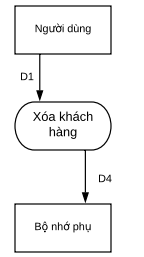 Người dùng
D1
Xóa khách
hàng
D4
Bộ nhớ phụ